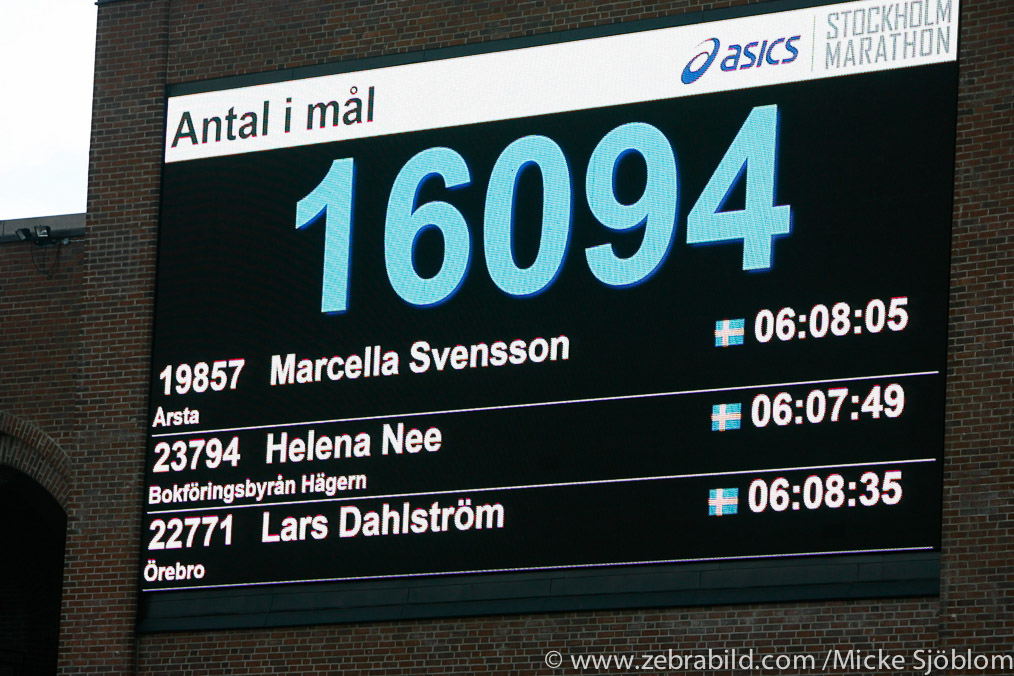 asics
STOCKHOLM
MARATHON
Antal i mål
16094
19857 Marcella Svensson 06:08:05
Årsta
23794 Helena Nee 06:07:49
Bokföringsbyrån Hägern
22771 Lars Dahlström 06:08:35
Örebro
© www.zebrabild.com /Micke Sjöblom